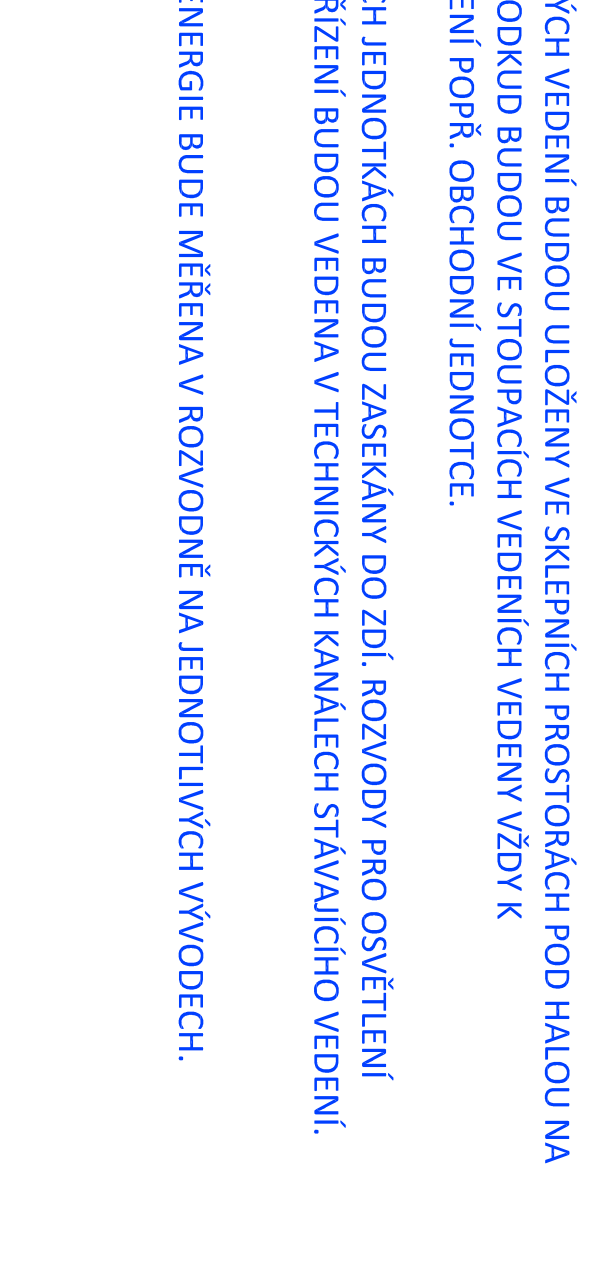 ÝCH VEDENÍ BUDOU ULOŽENY VE SKLEPNÍCH PROSTORÁCH POD HALOU NA
ODKUD BUDOU VE STOUPACÍCH VEDENÍCH VEDENY VŽDY K
ENÍ POPŘ. OBCHODNÍ JEDNOTCE.
CH JEDNOTKÁCH BUDOU ZASEKÁNY DO ZDÍ. ROZVODY PRO OSVĚTLENÍ
ŘÍZENÍ BUDOU VEDENA V TECHNICKÝCH KANÁLECH STÁVAJÍCÍHO VEDENÍ.
ENERGIE BUDE MĚŘENA V ROZVODNĚ NA JEDNOTLIVÝCH VÝVODECH.